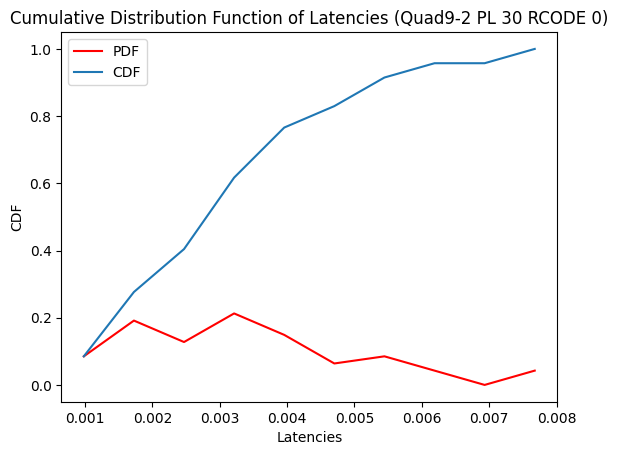 Cumulative Distribution Function of Latencies (Quad9-2 PL 30 RCODE 0)
PDF
CDF
1.0
0.8
0.6
0.4
0.2
0.0
CDF
0.001 0.002 0.003 0.004 0.005 0.006 0.007 0.008
Latencies